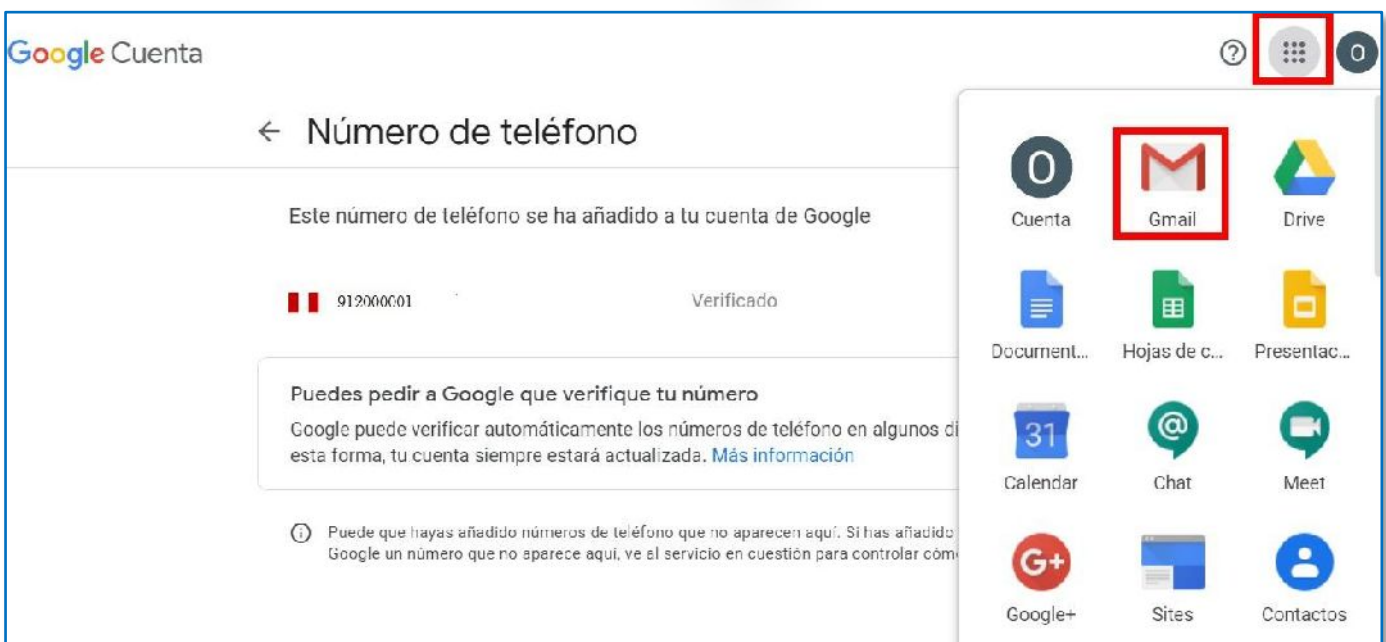 Google Cuenta
O
← Número de teléfono
Este número de teléfono se ha añadido a tu cuenta de Google
912000001
Verificado
Puedes pedir a Google que verifique tu número
Google puede verificar automáticamente los números de teléfono en algunos di
esta forma, tu cuenta siempre estará actualizada. Más información
Puede que hayas añadido números de teléfono que no aparecen aquí. Si has añadido
Google un número que no aparece aquí, ve al servicio en cuestión para controlar cóm
O
Cuenta
Gmail
Drive
Document...
Hojas de c...
Presentac...
31
Calendar
Chat
Meet
G+
Google+
Sites
Contactos